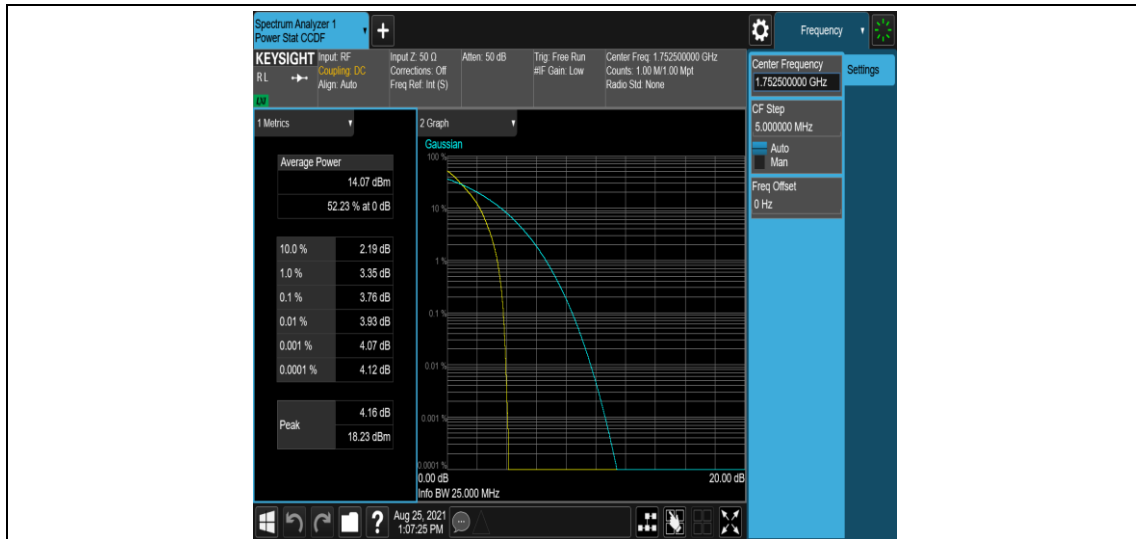 Spectrum Analyzer 1
Power Stat CCDF
+
Frequency
KEYSIGHT
RL
LXI
Input: RF
Coupling: DC
Align: Auto
Input Z: 50 Ω
Corrections: Off
Freq Ref: Int (S)
Atten: 50 dB
Trig: Free Run
#IF Gain: Low
Center Freq: 1.752500000 GHz
Counts: 1.00 M/1.00 Mpt
Radio Std: None
Center Frequency
1.752500000 GHz
Settings
CF Step
5.000000 MHz
Auto
Man
Freq Offset
0 Hz
1 Metrics
Average Power
14.07 dBm
52.23 % at 0 dB
10.0 % 2.19 dB
1.0 % 3.35 dB
0.1 % 3.76 dB
0.01 % 3.93 dB
0.001 % 4.07 dB
0.0001 % 4.12 dB
Peak
4.16 dB
18.23 dBm
2 Graph
Gaussian
100 %
10 %
1 %
0.1 %
0.01 %
0.001 %
0.0001 %
0.00 dB 20.00 dB
Info BW 25.000 MHz
?
Aug 25, 2021
1:07:25 PM